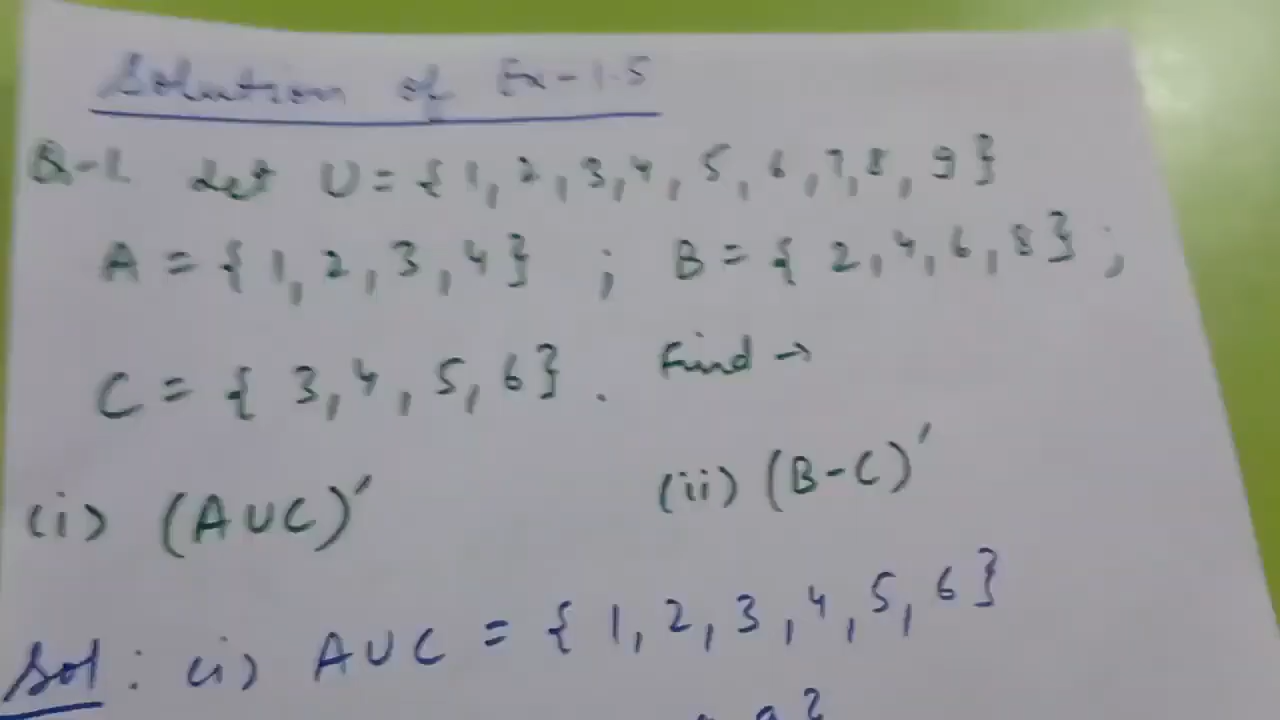 Solution of Ex-1.5
Q-1 Let U = {1, 2, 3, 4, 5, 6, 7, 8, 9}
A = {1, 2, 3, 4} ; B = {2, 4, 6, 8} ;
C = {3, 4, 5, 6} . Find →
(i) (A∪C)′ (ii) (B-C)′
Sol : (i) A∪C = {1, 2, 3, 4, 5, 6}